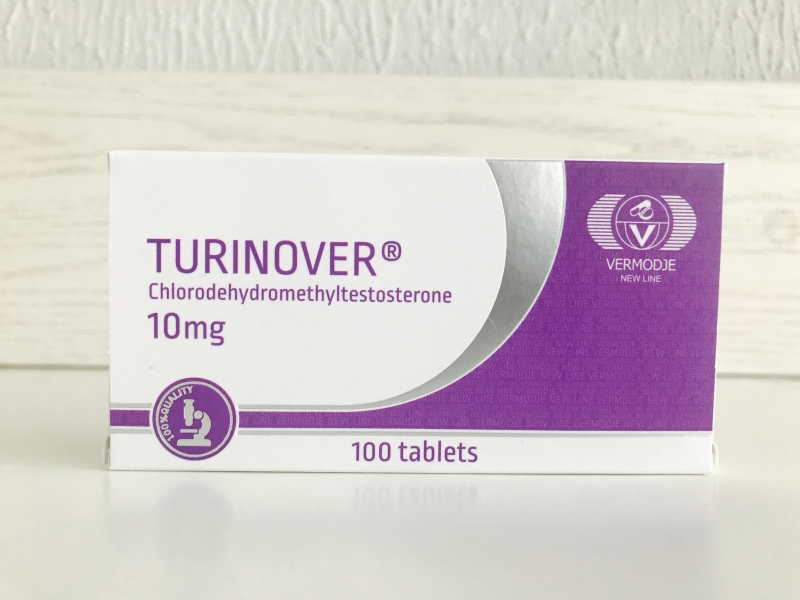 TURINOVER®
Chlorodehydromethyltestosterone
10mg
V
VERMODJE
NEW LINE
100%QUALITY
100 tablets